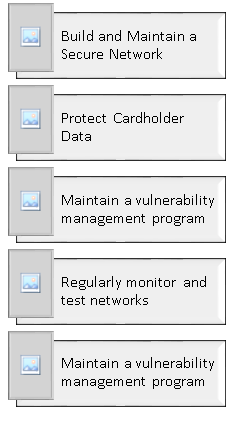 Build and Maintain a
Secure Network
Protect Cardholder
Data
Maintain a vulnerability
management program
Regularly monitor and
test networks
Maintain a vulnerability
management program